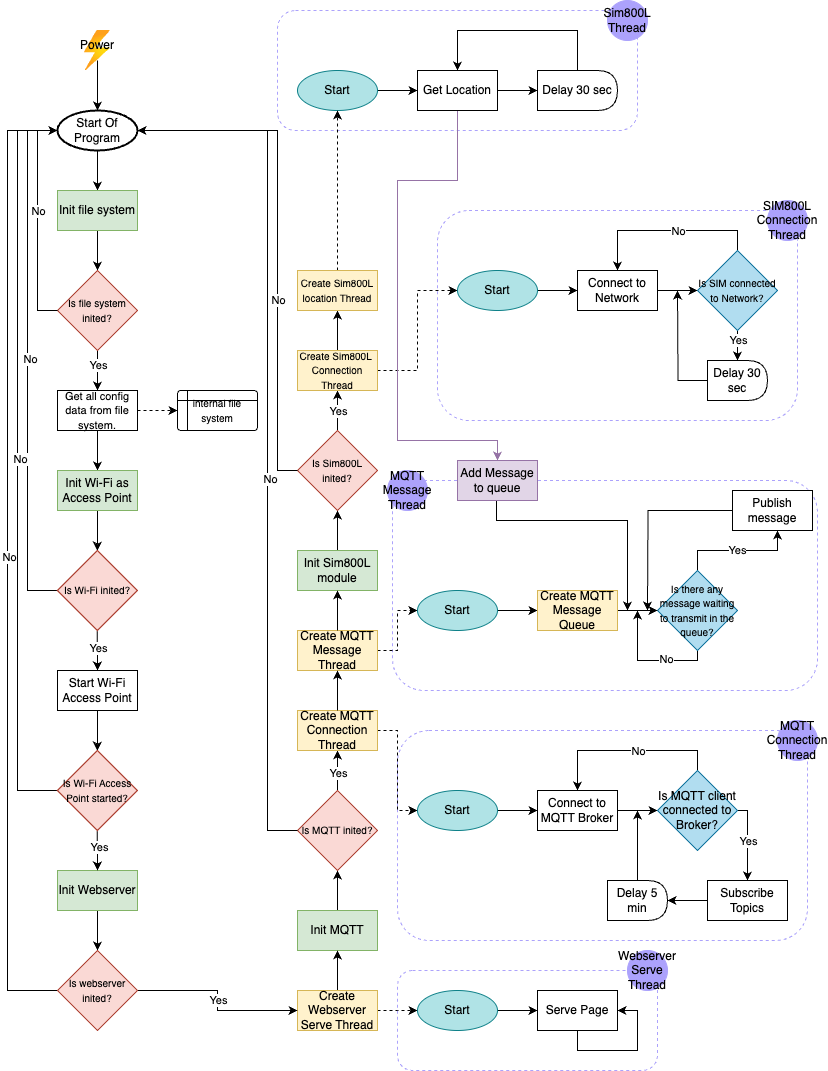 Power
Start Of
Program
Init file system
No
Is file system
inited?
Yes
Get all config
data from file
system.
Internal file
system
No
Init Wi-Fi as
Access Point
No
No
Is Wi-Fi inited?
Yes
Start Wi-Fi
Access Point
Is Wi-Fi Access
Point started?
Yes
Init Webserver
Is webserver
inited?
Yes
Create
Webserver
Serve Thread
Init MQTT
Is MQTT inited?
No
Yes
Create MQTT
Connection
Thread
Create MQTT
Message
Thread
Init Sim800L
module
Is Sim800L
inited?
No
Yes
Create Sim800L
Connection
Thread
Create Sim800L
location Thread
Sim800L
Thread
Start
Get Location
Delay 30 sec
SIM800L
Connection
Thread
Start
Connect to
Network
No
Is SIM connected
to Network?
Yes
Delay 30
sec
MQTT
Message
Thread
Add Message
to queue
Publish
message
Start
Create MQTT
Message
Queue
Yes
Is there any
message waiting
to transmit in the
queue?
No
MQTT
Connection
Thread
Start
Connect to
MQTT Broker
No
Is MQTT client
connected to
Broker?
Yes
Delay 5
min
Subscribe
Topics
Webserver
Serve
Thread
Start
Serve Page